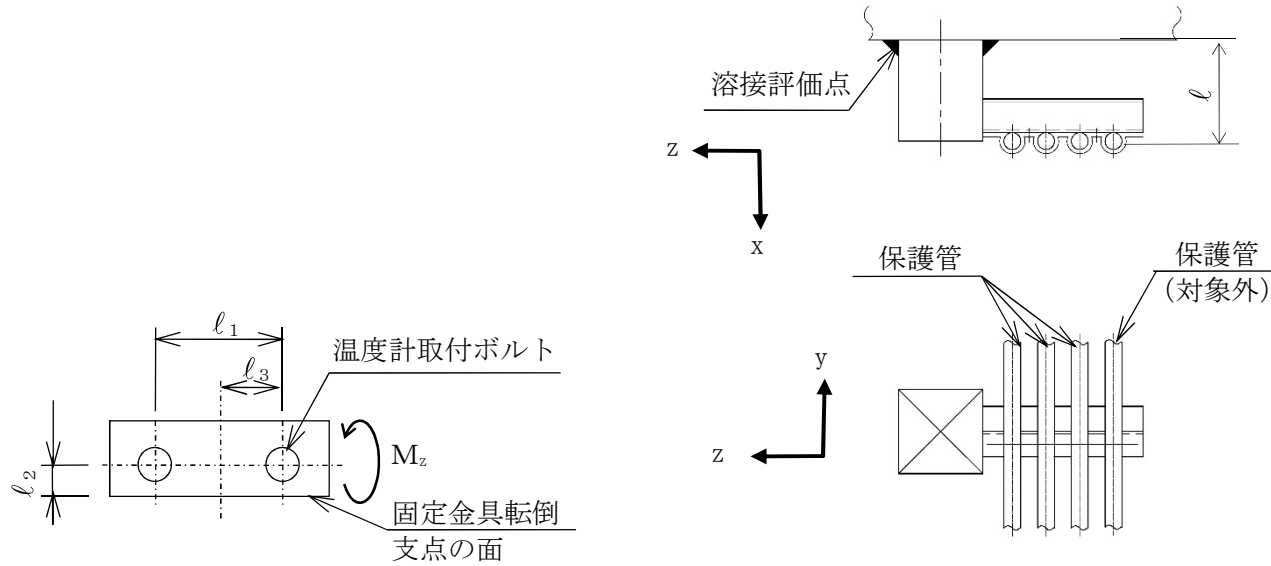 ℓ₁
ℓ₃
温度計取付ボルト
ℓ₂
M_z
固定金具転倒
支点の面
溶接評価点
ℓ
z
x
保護管
保護管
(対象外)
y
z